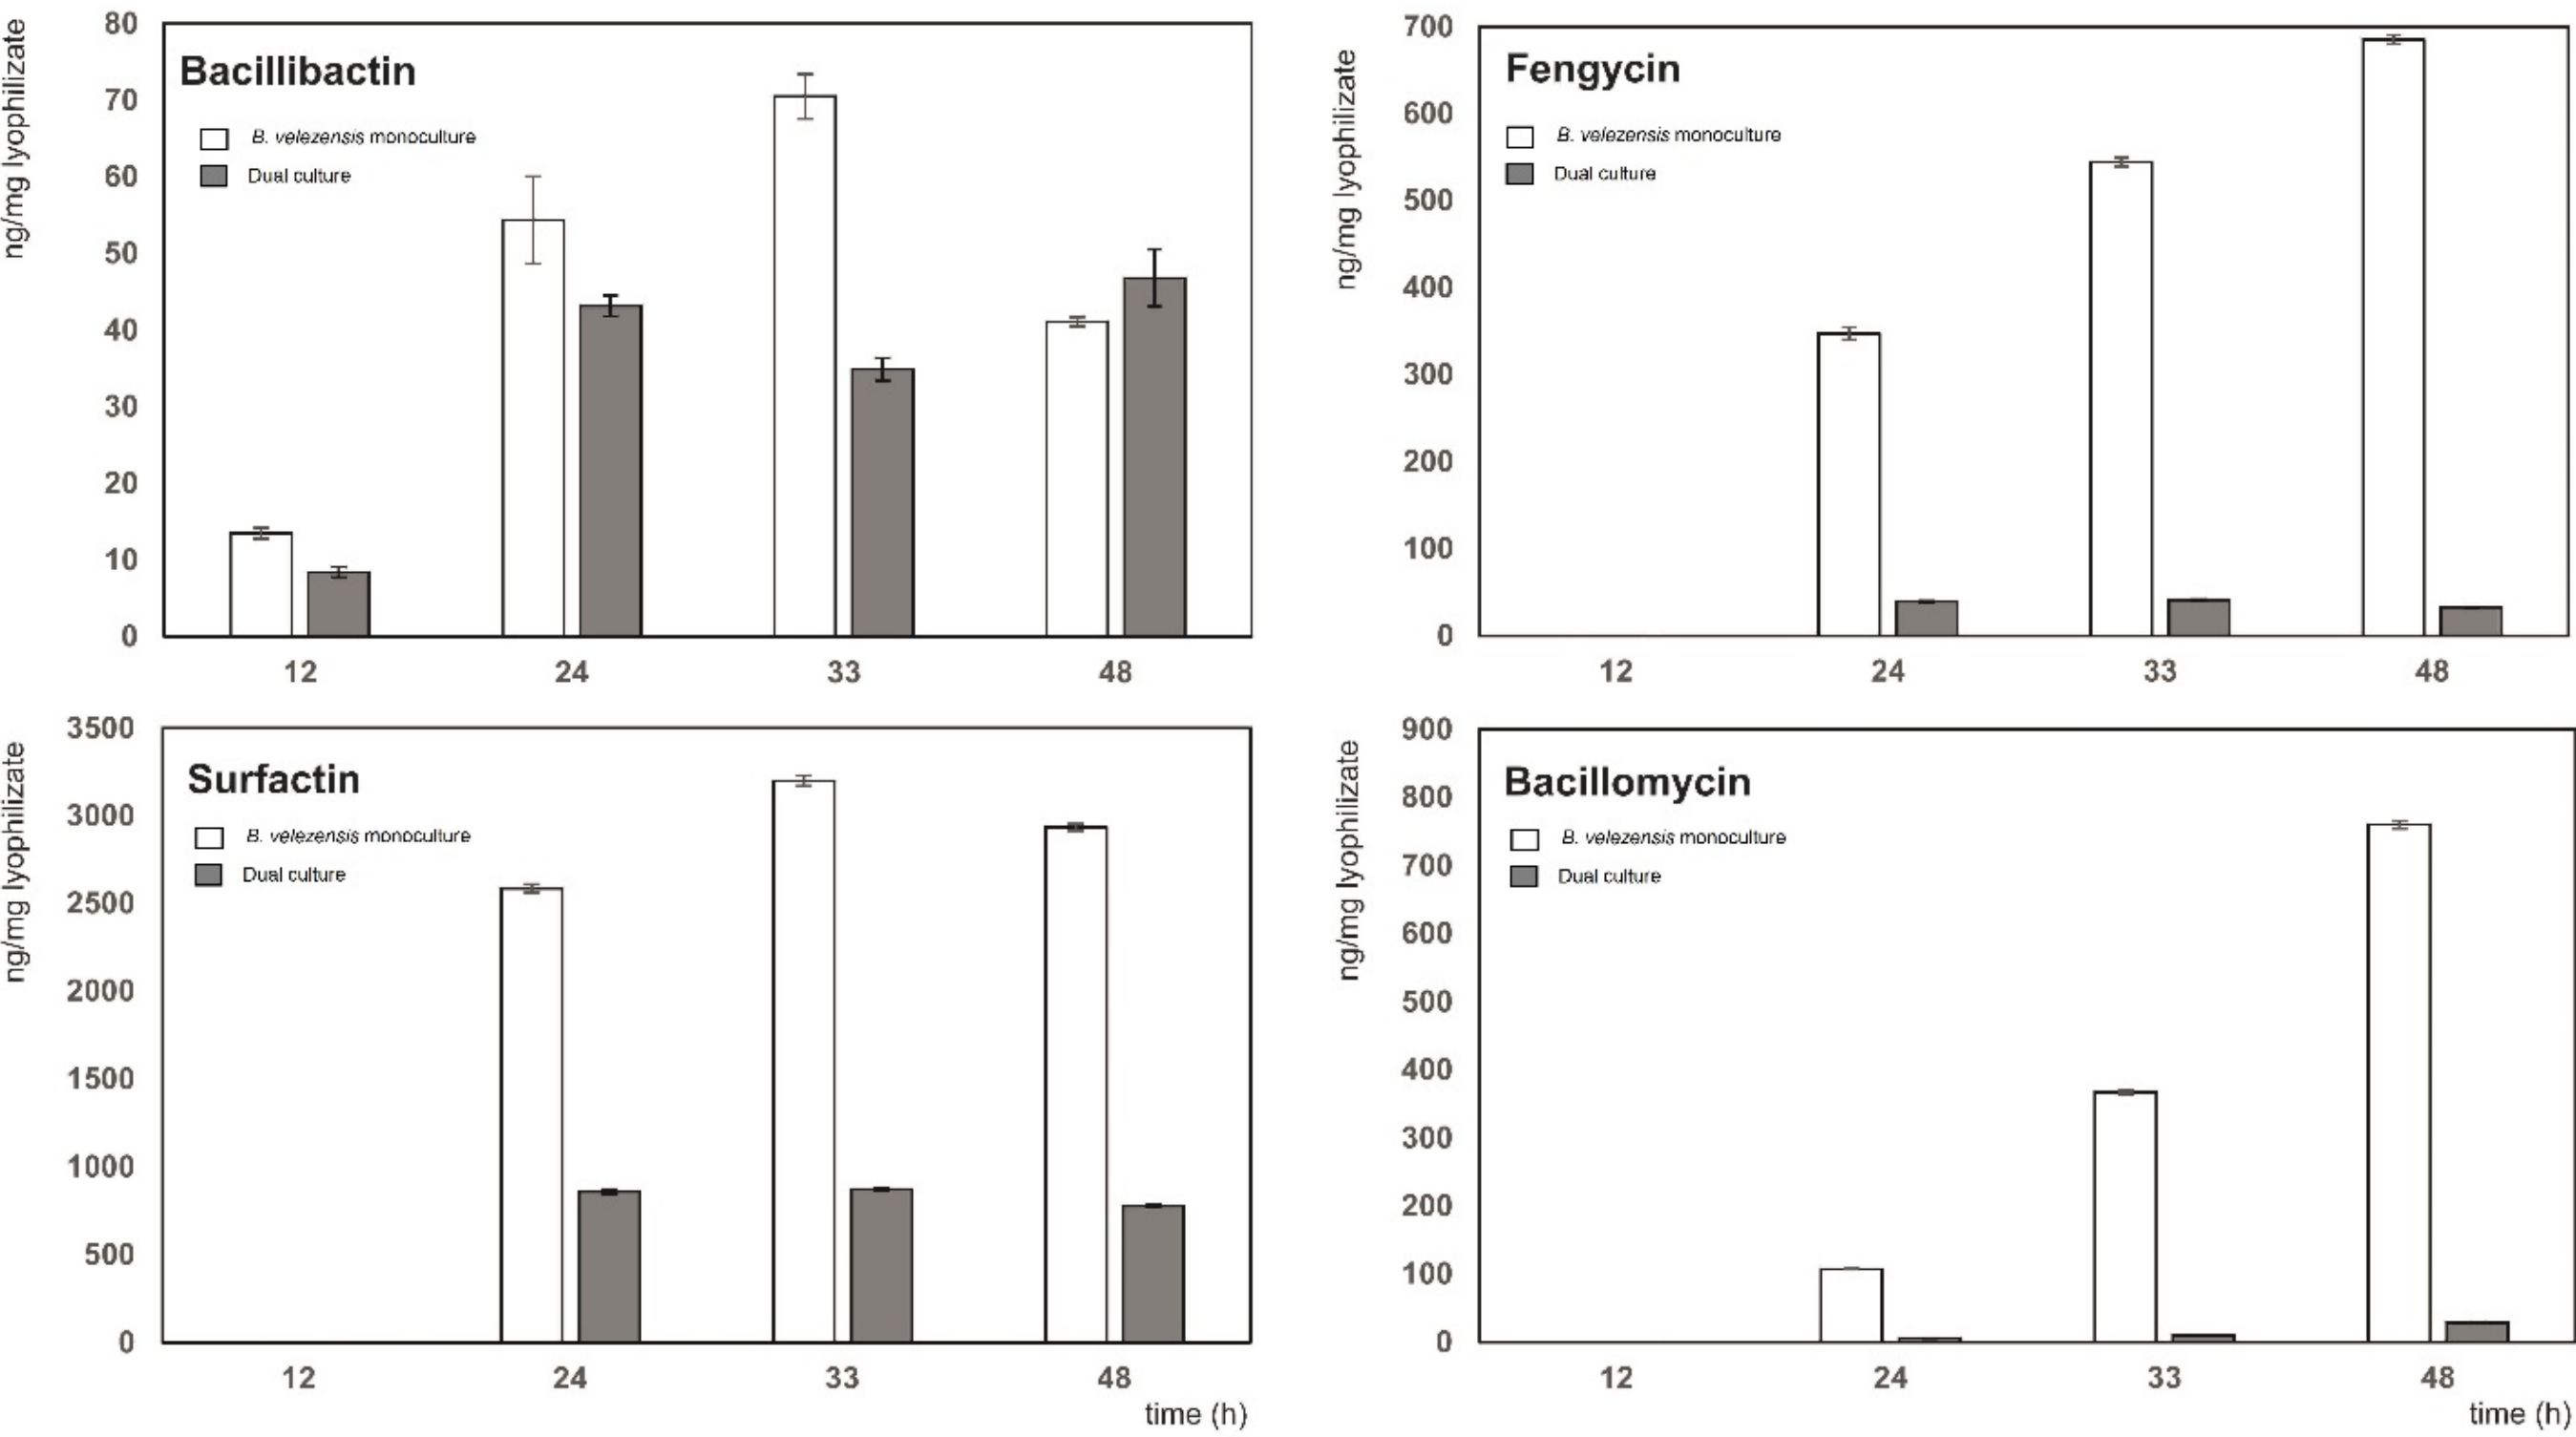 Bacillibactin
B. velezensis monoculture
Dual culture
ng/mg lyophilizate
80
70
60
50
40
30
20
10
0
12 24 33 48
Fengycin
B. velezensis monoculture
Dual culture
ng/mg lyophilizate
700
600
500
400
300
200
100
0
12 24 33 48
Surfactin
B. velezensis monoculture
Dual culture
ng/mg lyophilizate
3500
3000
2500
2000
1500
1000
500
0
12 24 33 48
time (h)
Bacillomycin
B. velezensis monoculture
Dual culture
ng/mg lyophilizate
900
800
700
600
500
400
300
200
100
0
12 24 33 48
time (h)